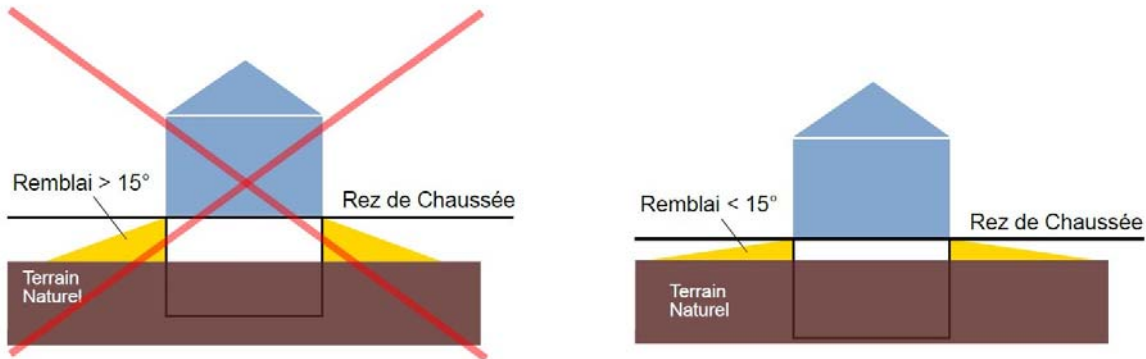 Remblai > 15°
Rez de Chaussée
Terrain
Naturel
Remblai < 15°
Rez de Chaussée
Terrain
Naturel